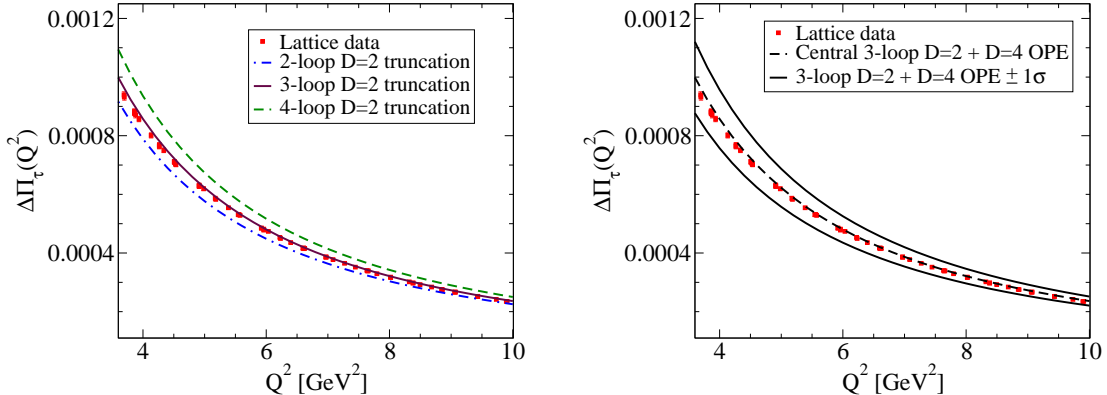 0.0012
0.0008
0.0004
ΔΠτ(Q²)
Lattice data
2-loop D=2 truncation
3-loop D=2 truncation
4-loop D=2 truncation
4 6 8 10
Q² [GeV²]
0.0012
0.0008
0.0004
ΔΠτ(Q²)
Lattice data
Central 3-loop D=2 + D=4 OPE
3-loop D=2 + D=4 OPE ± 1σ
4 6 8 10
Q² [GeV²]